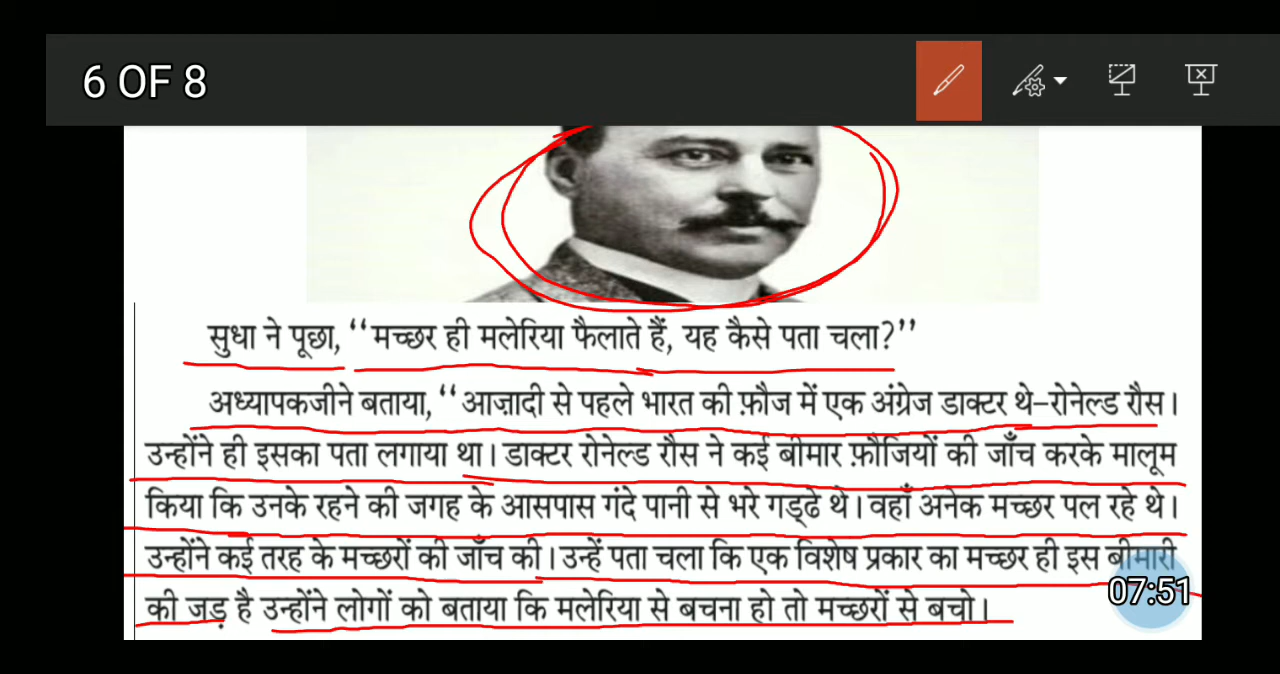 6 OF 8
सुधा ने पूछा, “मच्छर ही मलेरिया फैलाते हैं, यह कैसे पता चला?”
अध्यापकजीने बताया, “आज़ादी से पहले भारत की फ़ौज में एक अंग्रेज डाक्टर थे–रोनेल्ड रौस।
उन्होंने ही इसका पता लगाया था। डाक्टर रोनेल्ड रौस ने कई बीमार फ़ौजियों की जाँच करके मालूम
किया कि उनके रहने की जगह के आसपास गंदे पानी से भरे गड्ढे थे। वहाँ अनेक मच्छर पल रहे थे।
उन्होंने कई तरह के मच्छरों की जाँच की। उन्हें पता चला कि एक विशेष प्रकार का मच्छर ही इस बीमारी
की जड़ है उन्होंने लोगों को बताया कि मलेरिया से बचना हो तो मच्छरों से बचो।
07:51